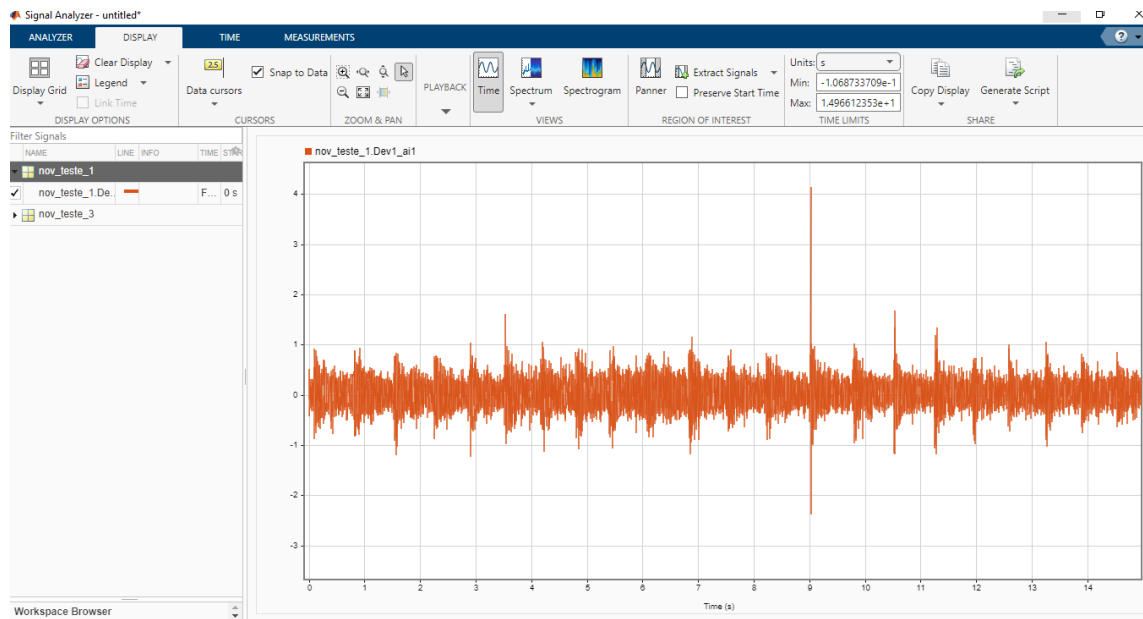 Signal Analyzer - untitled*
ANALYZER DISPLAY TIME MEASUREMENTS
Display Grid
Clear Display
Legend
Link Time
DISPLAY OPTIONS
2.5
Data cursors
Snap to Data
CURSORS
ZOOM & PAN
PLAYBACK
Time
Spectrum
Spectrogram
VIEWS
Panner
Extract Signals
Preserve Start Time
REGION OF INTEREST
Units: s
Min: -1.068733709e-1
Max: 1.496612353e+1
TIME LIMITS
Copy Display
Generate Script
SHARE
?
Filter Signals
NAME LINE INFO TIME
nov_teste_1
nov_teste_1.De.. F... 0 s
nov_teste_3
Workspace Browser
nov_teste_1.Dev1_ai1
4
3
2
1
0
-1
-2
-3
0 1 2 3 4 5 6 7 8 9 10 11 12 13 14
Time (s)